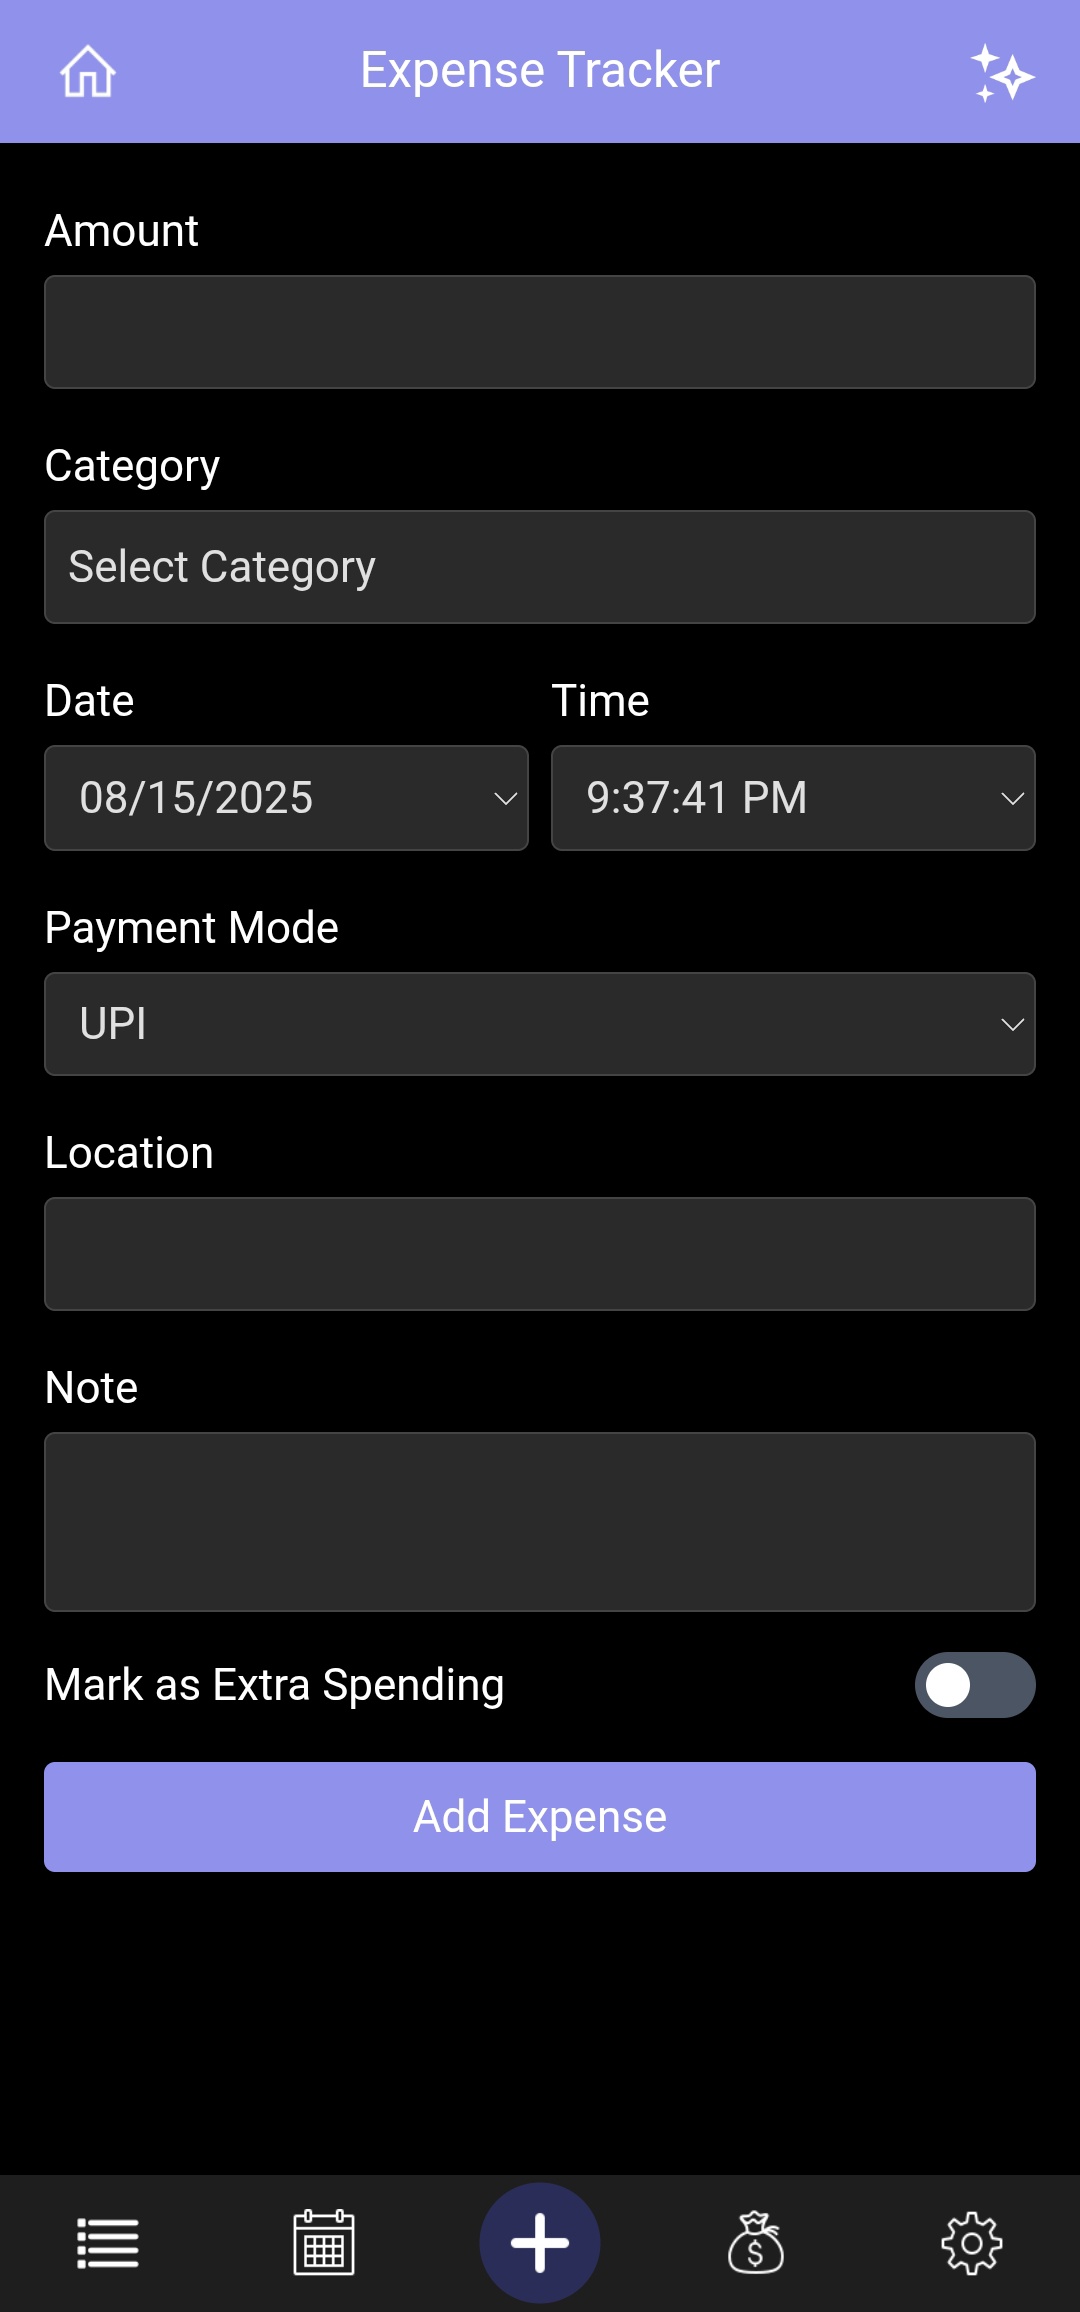 Expense Tracker
Amount
Category
Select Category
Date
Time
08/15/2025
9:37:41 PM
Payment Mode
UPI
Location
Note
Mark as Extra Spending
Add Expense
$